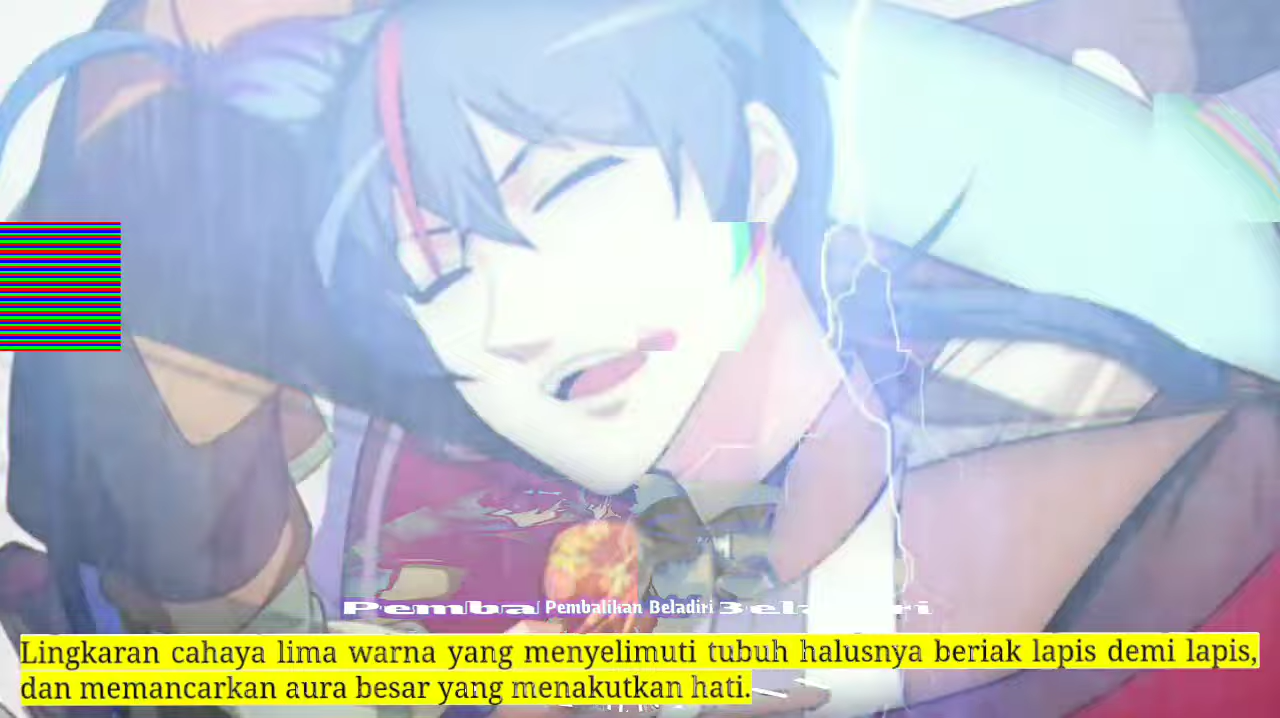 Pembalihan Beladiri
Lingkaran cahaya lima warna yang menyelimuti tubuh halusnya beriak lapis demi lapis,
dan memancarkan aura besar yang menakutkan hati.